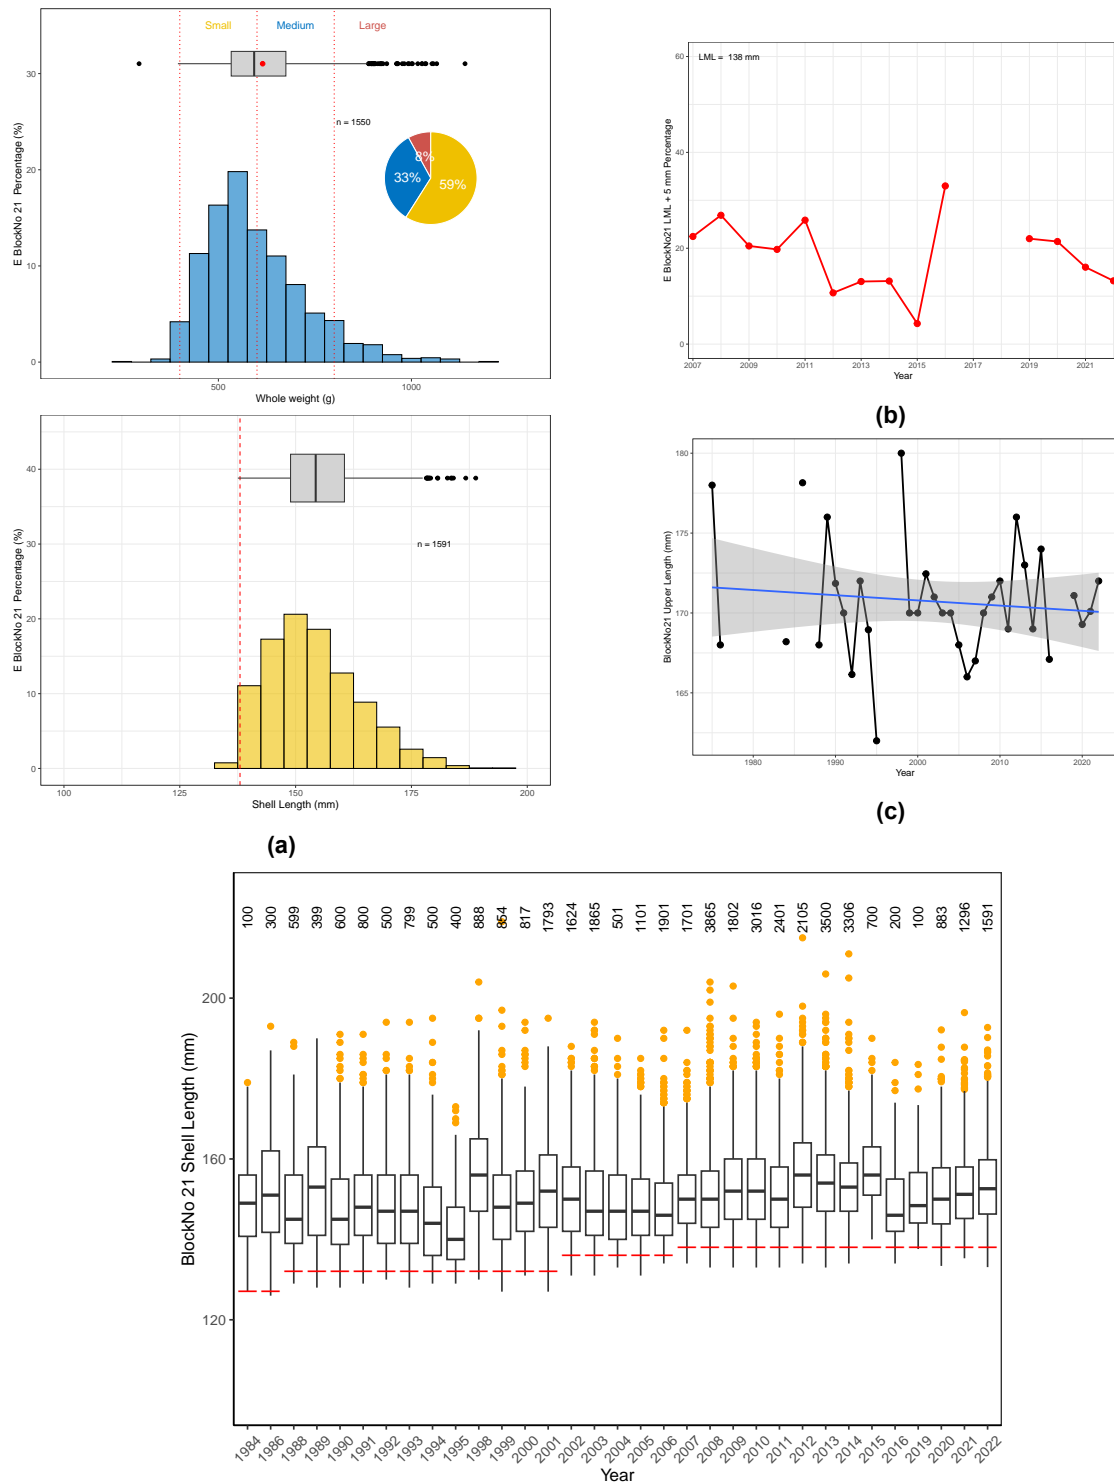 Small Medium Large
n = 1550
8%
33%
59%
30
20
10
0
E BlockNo 21 Percentage (%)
500 1000
Whole weight (g)
n = 1591
40
30
20
10
0
E BlockNo 21 Percentage (%)
100 125 150 175 200
Shell Length (mm)
(a)
LML = 138 mm
60
40
20
0
E BlockNo21 LML + 5 mm Percentage
2007 2009 2011 2013 2015 2017 2019 2021
Year
(b)
180
175
170
165
BlockNo21 Upper Length (mm)
1980 1990 2000 2010 2020
Year
(c)
100 300 599 399 600 800 500 799 500 400 888 854 817 1793 1624 1865 501 1101 1901 1701 3865 1802 3016 2401 2105 3500 3306 700 200 100 883 1296 1591
200
160
120
BlockNo 21 Shell Length (mm)
1984 1986 1988 1989 1990 1991 1992 1993 1994 1995 1998 1999 2000 2001 2002 2003 2004 2005 2006 2007 2008 2009 2010 2011 2012 2013 2014 2015 2016 2019 2020 2021 2022
Year